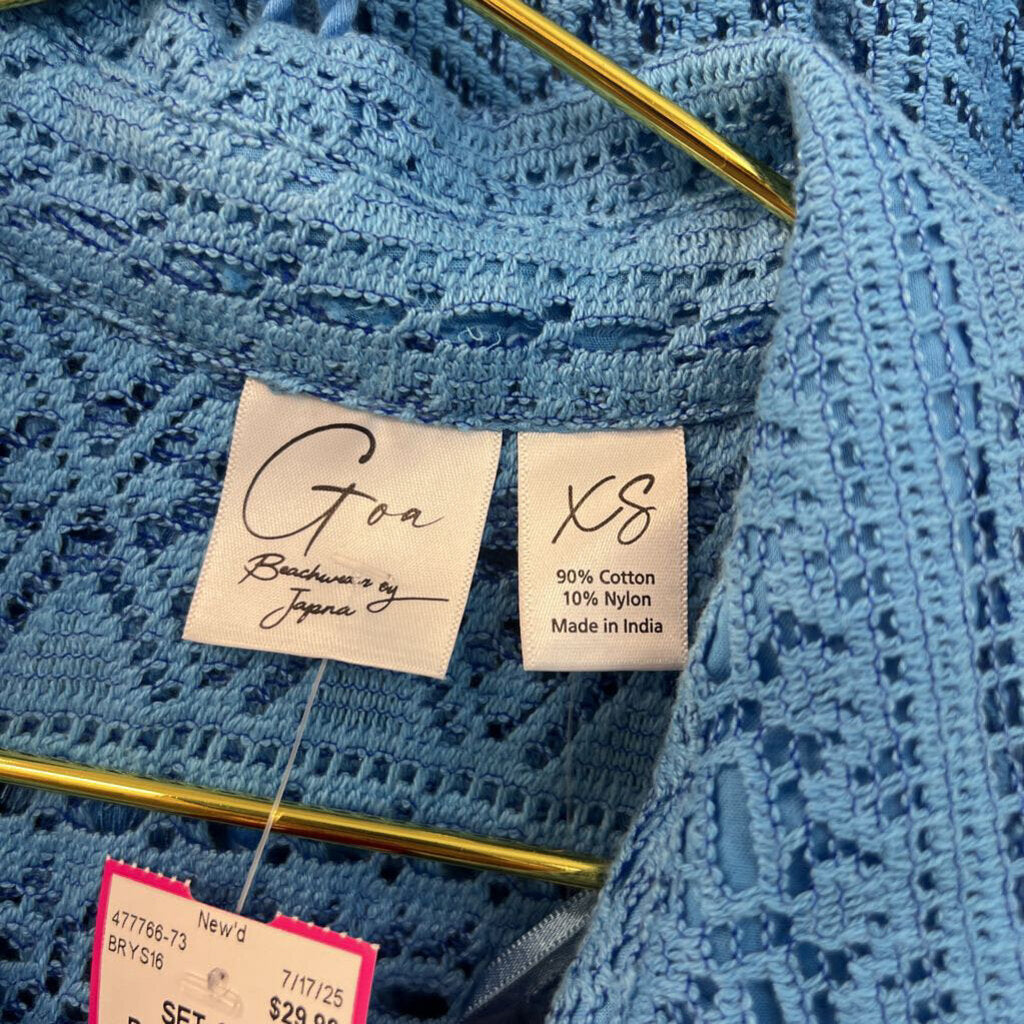 Goa
Beachwear by
Japna
XS
90% Cotton
10% Nylon
Made in India
New'd
477766-73
BRYS16
7/17/25
SET